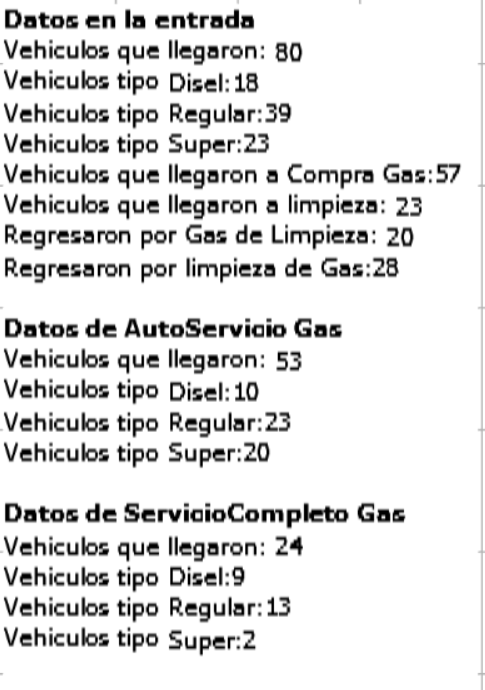 Datos en la entrada
Vehiculos que llegaron: 80
Vehiculos tipo Disel:18
Vehiculos tipo Regular:39
Vehiculos tipo Super:23
Vehiculos que llegaron a Compra Gas:57
Vehiculos que llegaron a limpieza: 23
Regresaron por Gas de Limpieza: 20
Regresaron por limpieza de Gas:28
Datos de AutoServicio Gas
Vehiculos que llegaron: 53
Vehiculos tipo Disel:10
Vehiculos tipo Regular:23
Vehiculos tipo Super:20
Datos de ServicioCompleto Gas
Vehiculos que llegaron: 24
Vehiculos tipo Disel:9
Vehiculos tipo Regular:13
Vehiculos tipo Super:2